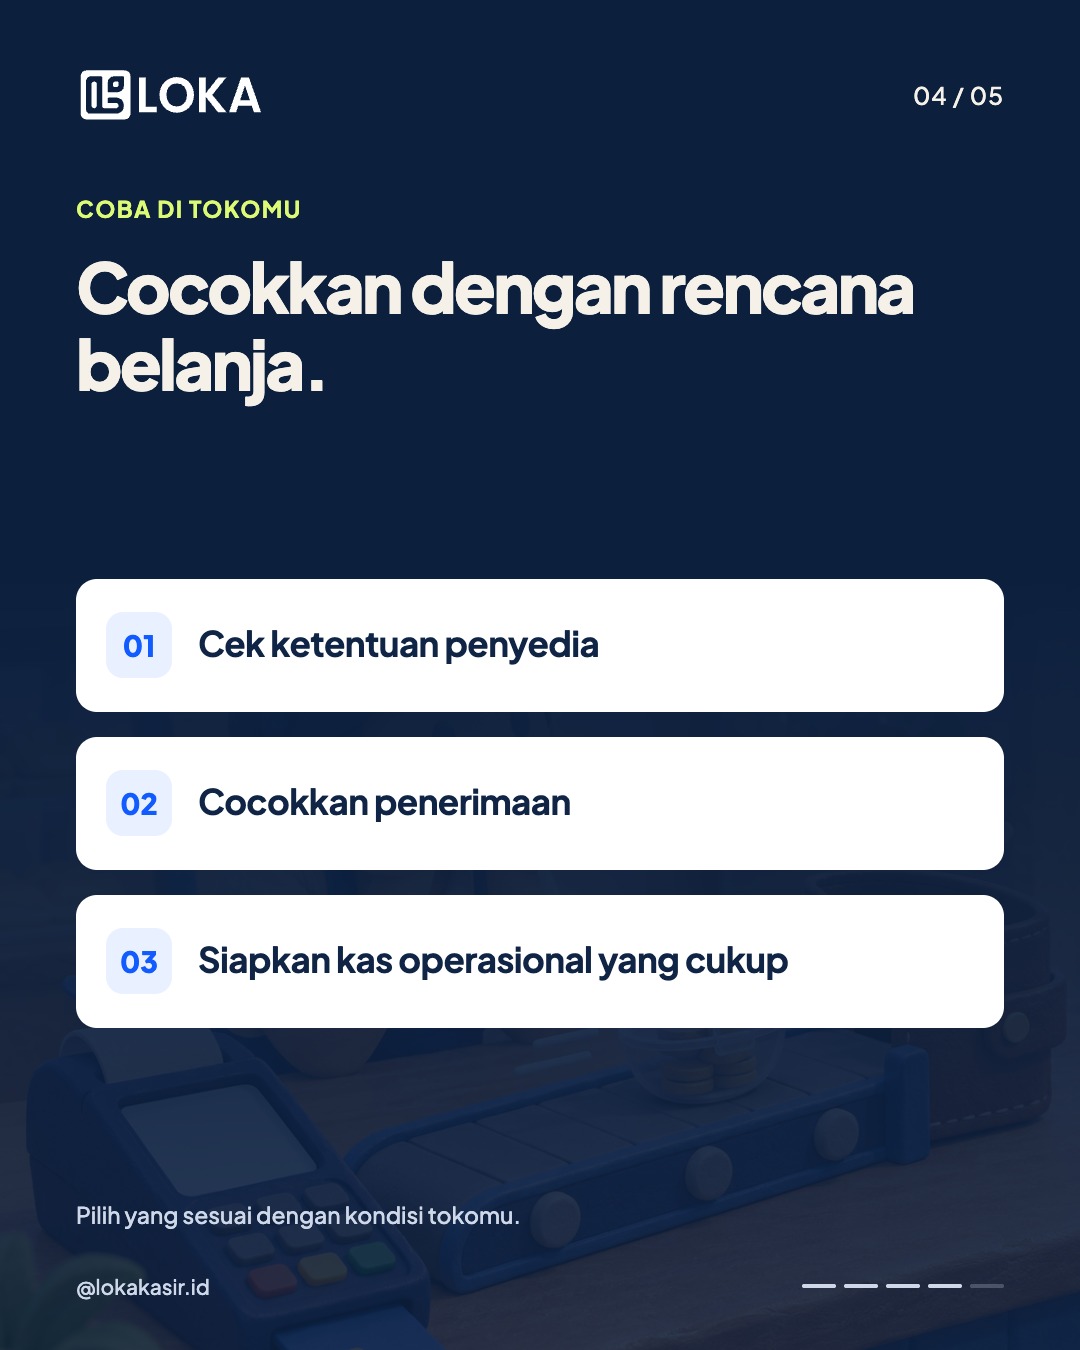 LOKA
04 / 05
COBA DI TOKOMU
Cocokkan dengan rencana
belanja.
01 Cek ketentuan penyedia
02 Cocokkan penerimaan
03 Siapkan kas operasional yang cukup
Pilih yang sesuai dengan kondisi tokomu.
@lokakasir.id